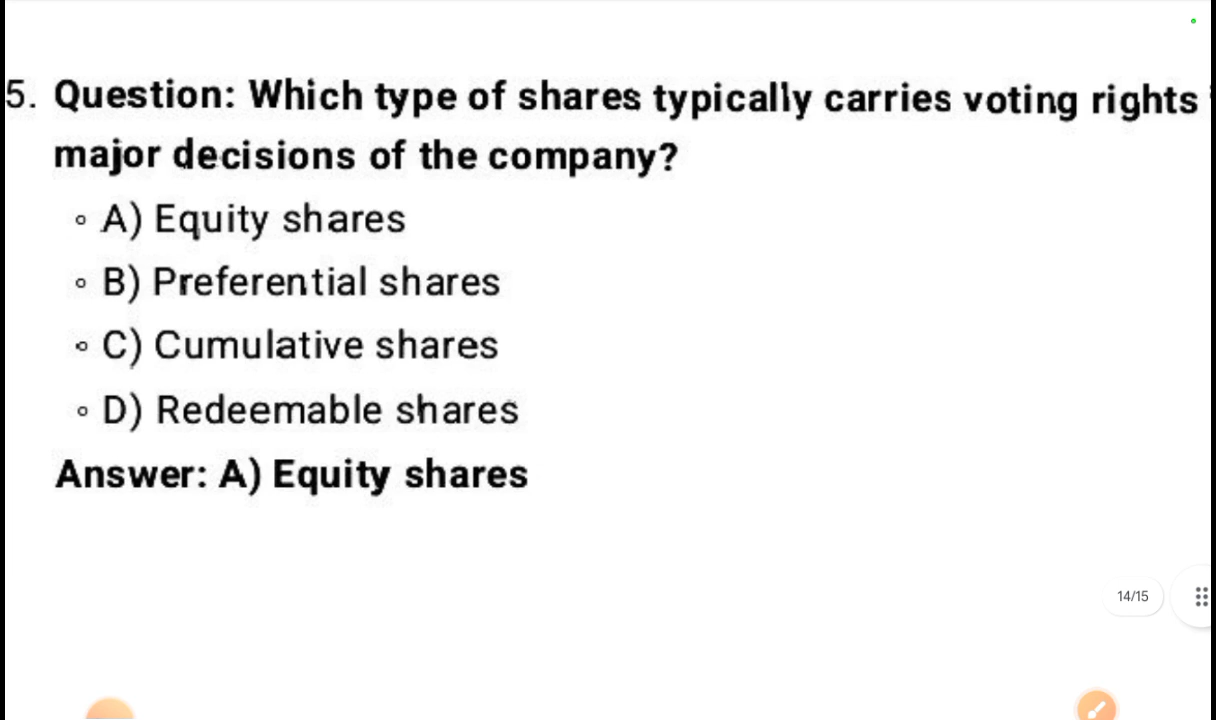 5. Question: Which type of shares typically carries voting rights
major decisions of the company?
∘ A) Equity shares
∘ B) Preferential shares
∘ C) Cumulative shares
∘ D) Redeemable shares
Answer: A) Equity shares
14/15